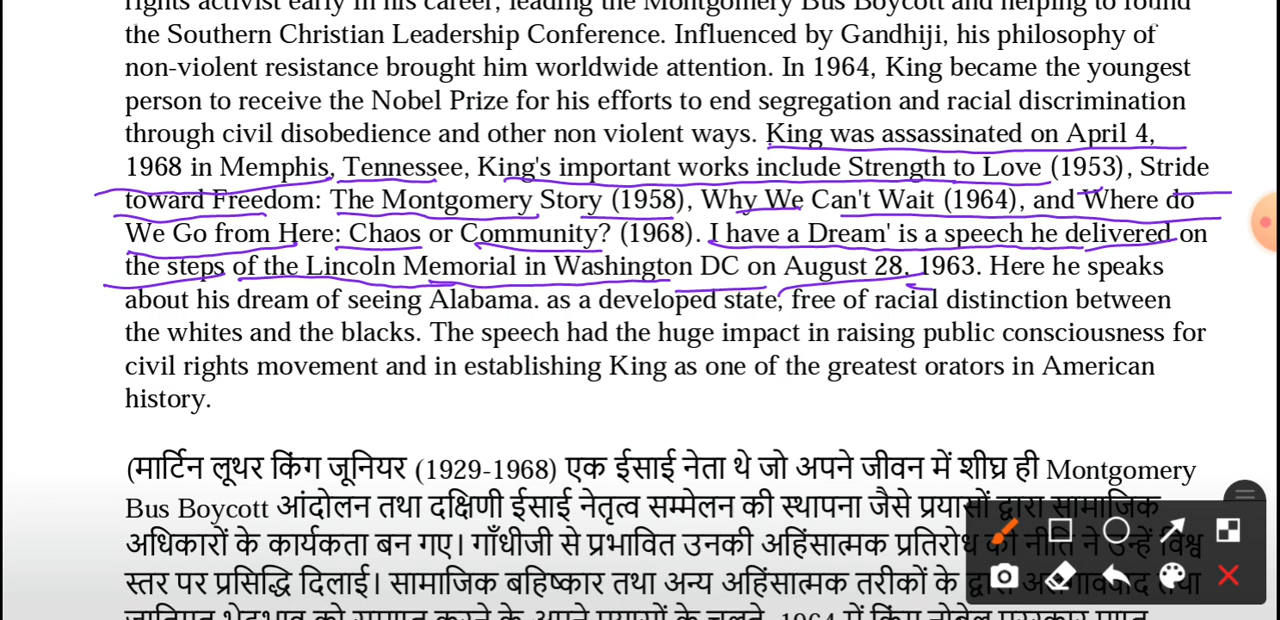 rights activist early in his career, leading the Montgomery Bus Boycott and helping to found
the Southern Christian Leadership Conference. Influenced by Gandhiji, his philosophy of
non-violent resistance brought him worldwide attention. In 1964, King became the youngest
person to receive the Nobel Prize for his efforts to end segregation and racial discrimination
through civil disobedience and other non violent ways. King was assassinated on April 4,
1968 in Memphis, Tennessee, King's important works include Strength to Love (1953), Stride
toward Freedom: The Montgomery Story (1958), Why We Can't Wait (1964), and Where do
We Go from Here: Chaos or Community? (1968). I have a Dream' is a speech he delivered on
the steps of the Lincoln Memorial in Washington DC on August 28, 1963. Here he speaks
about his dream of seeing Alabama. as a developed state, free of racial distinction between
the whites and the blacks. The speech had the huge impact in raising public consciousness for
civil rights movement and in establishing King as one of the greatest orators in American
history.
(मार्टिन लूथर किंग जूनियर (1929-1968) एक ईसाई नेता थे जो अपने जीवन में शीघ्र ही Montgomery
Bus Boycott आंदोलन तथा दक्षिणी ईसाई नेतृत्व सम्मेलन की स्थापना जैसे प्रयासों द्वारा सामाजिक
अधिकारों के कार्यकता बन गए। गाँधीजी से प्रभावित उनकी अहिंसात्मक प्रतिरोध की नीति ने उन्हें विश्व
स्तर पर प्रसिद्धि दिलाई। सामाजिक बहिष्कार तथा अन्य अहिंसात्मक तरीकों के द्वारा तथा